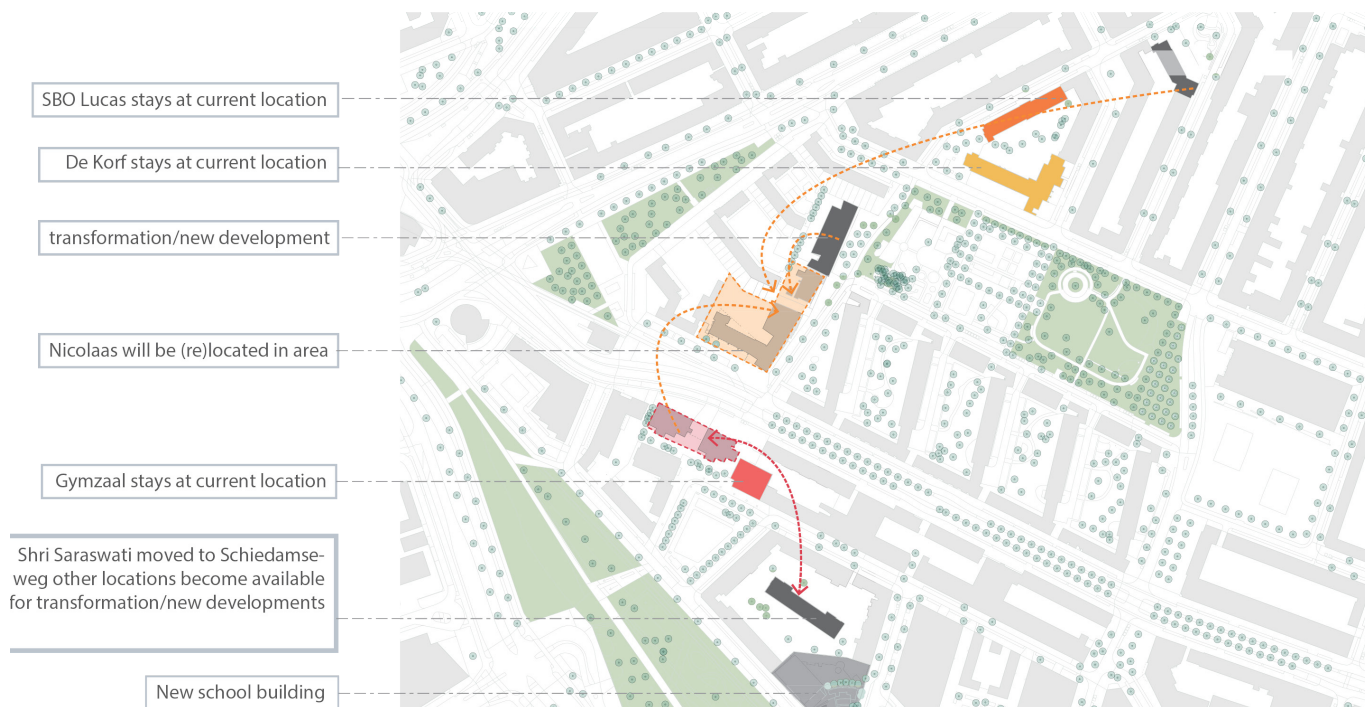 SBO Lucas stays at current location
De Korf stays at current location
transformation/new development
Nicolaas will be (re)located in area
Gymzaal stays at current location
Shri Saraswati moved to Schiedamse-
weg other locations become available
for transformation/new developments
New school building